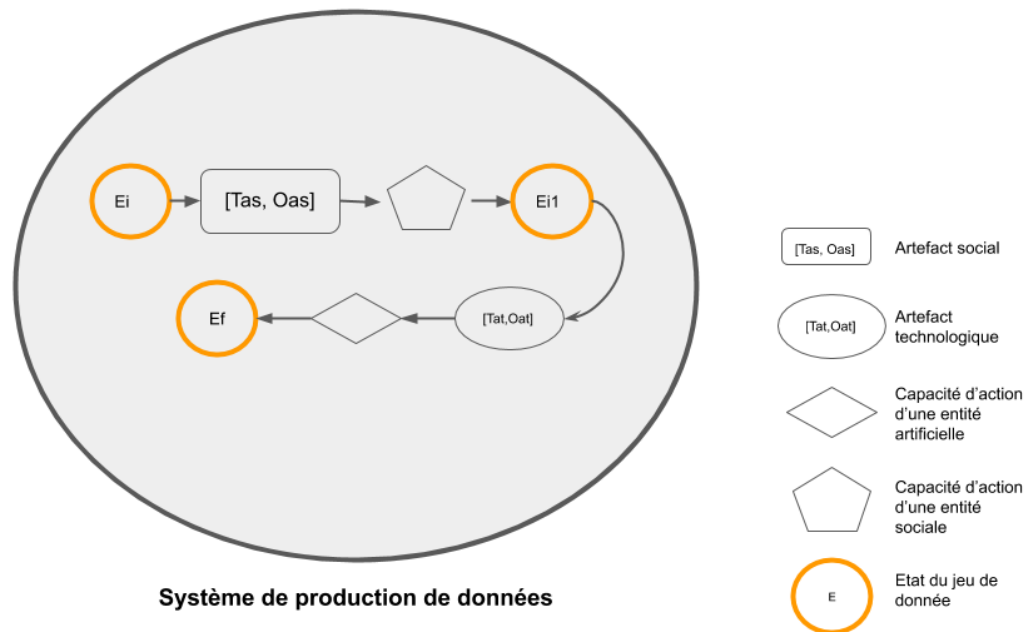 Ei
[Tas, Oas]
Ei1
Ef
[Tat,Oat]
Système de production de données
[Tas, Oas]
Artefact social
[Tat,Oat]
Artefact
technologique
Capacité d'action
d'une entité
artificielle
Capacité d'action
d'une entité
sociale
E
Etat du jeu de
donnée